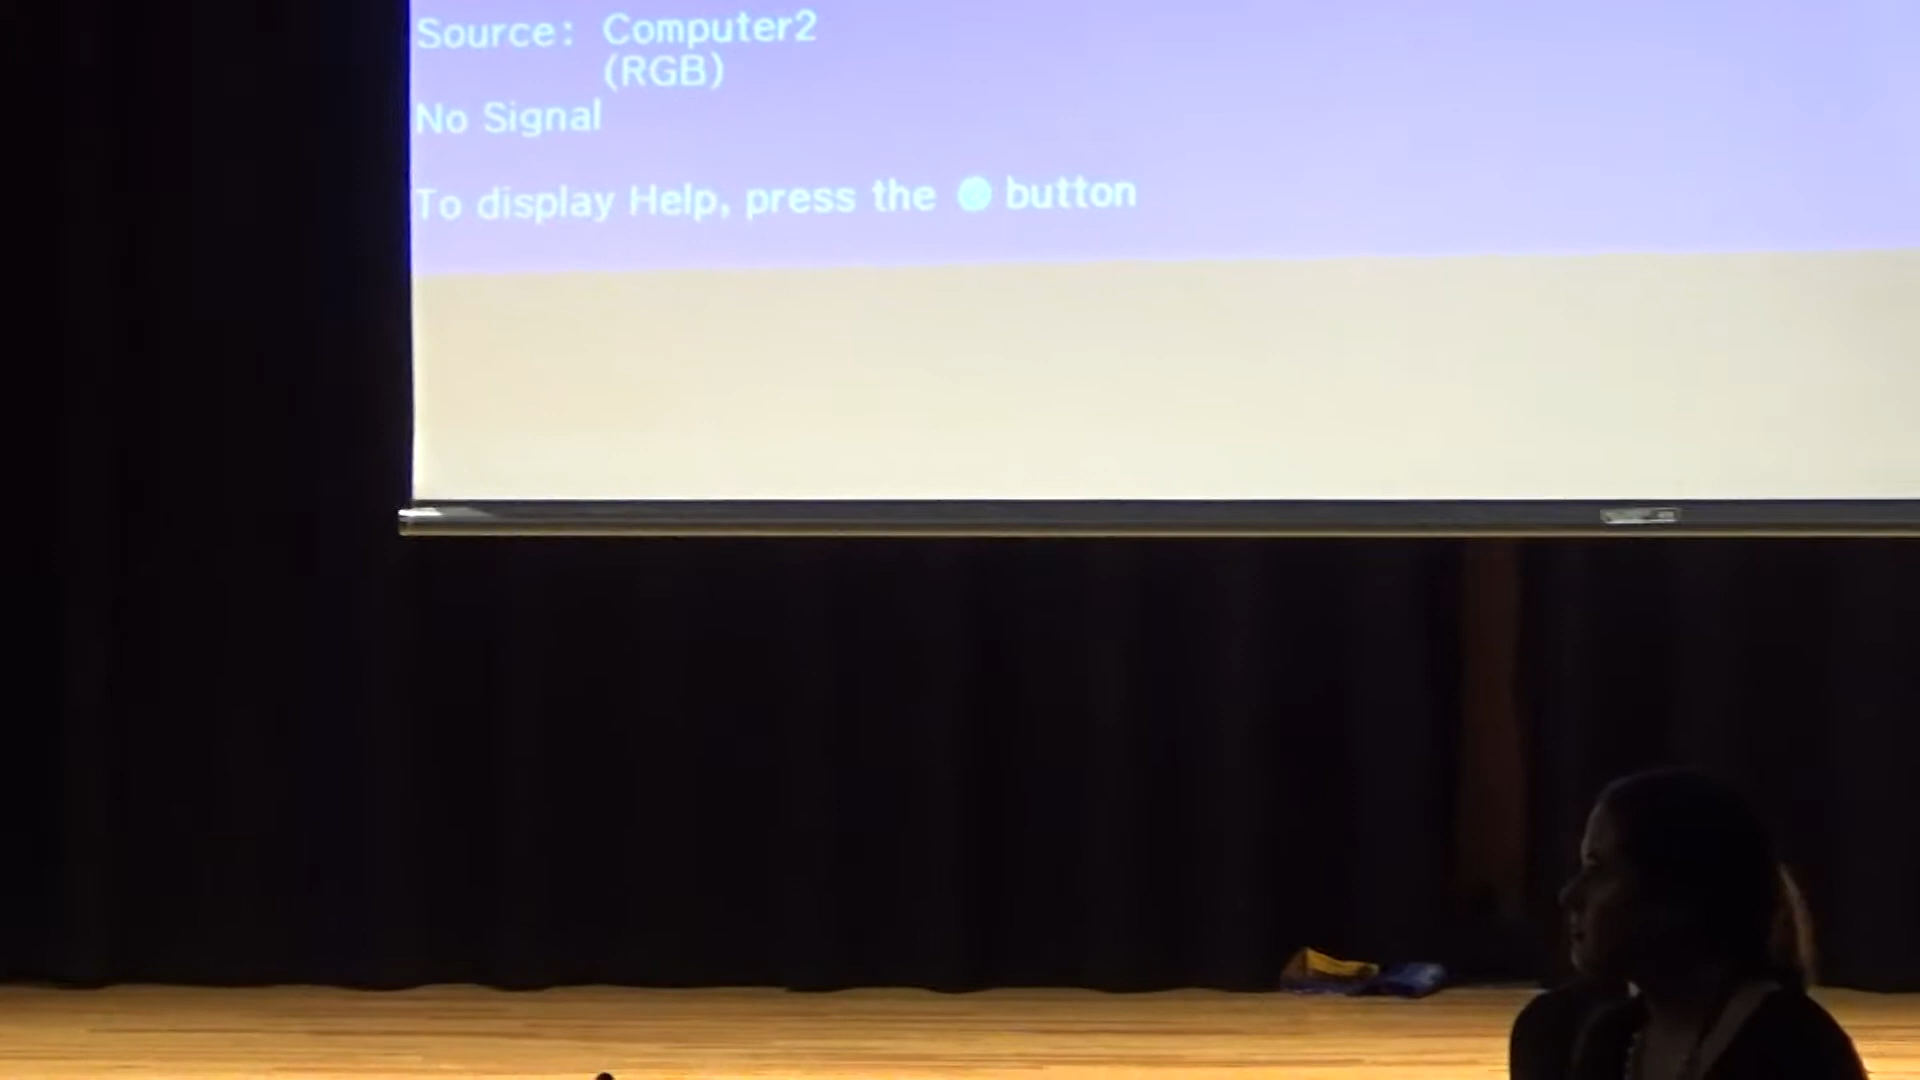 Source: Computer2
(RGB)
No Signal
To display Help, press the button